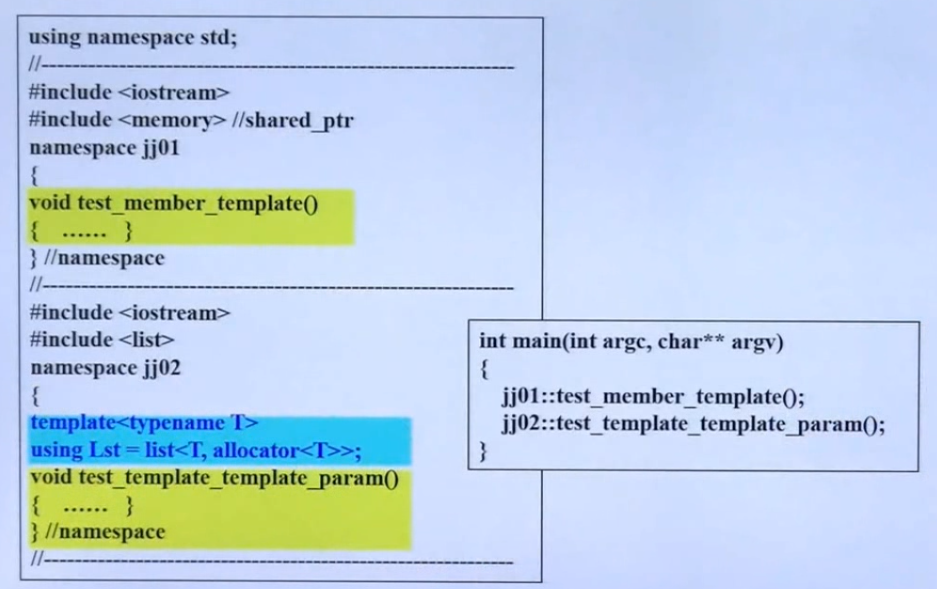 using namespace std;
//----------------------------------------------------------------
#include <iostream>
#include <memory> //shared_ptr
namespace jj01
{
void test_member_template()
{ ...... }
} //namespace
//----------------------------------------------------------------
#include <iostream>
#include <list>
namespace jj02
{
template<typename T>
using Lst = list<T, allocator<T>>;
void test_template_template_param()
{ ...... }
} //namespace
//----------------------------------------------------------------
int main(int argc, char** argv)
{
jj01::test_member_template();
jj02::test_template_template_param();
}